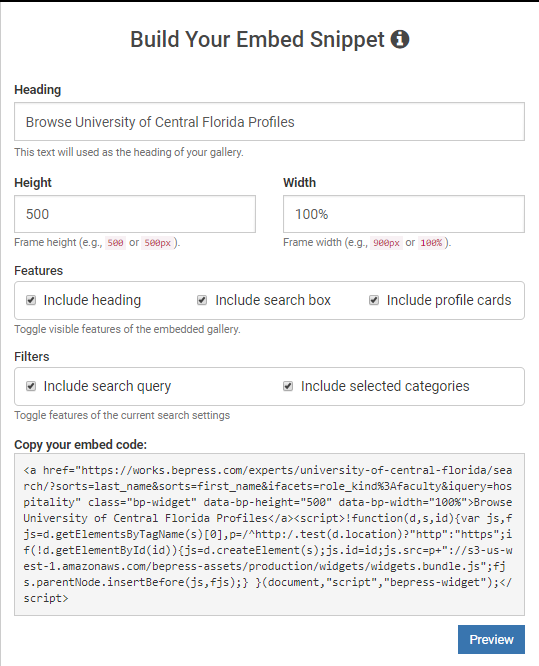 Build Your Embed Snippet
Heading
Browse University of Central Florida Profiles
This text will used as the heading of your gallery.
Height Width
500 100%
Frame height (e.g., 500 or 500px ). Frame width (e.g., 900px or 100% ).
Features
Include heading Include search box Include profile cards
Toggle visible features of the embedded gallery.
Filters
Include search query Include selected categories
Toggle features of the current search settings
Copy your embed code:
<a href="https://works.bepress.com/experts/university-of-central-florida/sea
rch/?sorts=last_name&sorts=first_name&ifacets=role_kind%3Afaculty&iquery=hos
pitality" class="bp-widget" data-bp-height="500" data-bp-width="100%">Browse
University of Central Florida Profiles</a><script>!function(d,s,id){var js,f
js=d.getElementsByTagName(s)[0],p=/^http:/.test(d.location)?"http":"https";i
f(!d.getElementById(id)){js=d.createElement(s);js.id=id;js.src=p+"://s3-us-w
est-1.amazonaws.com/bepress-assets/production/widgets/widgets.bundle.js";fj
s.parentNode.insertBefore(js,fjs);} }(document,"script","bepress-widget");</
script>
Preview